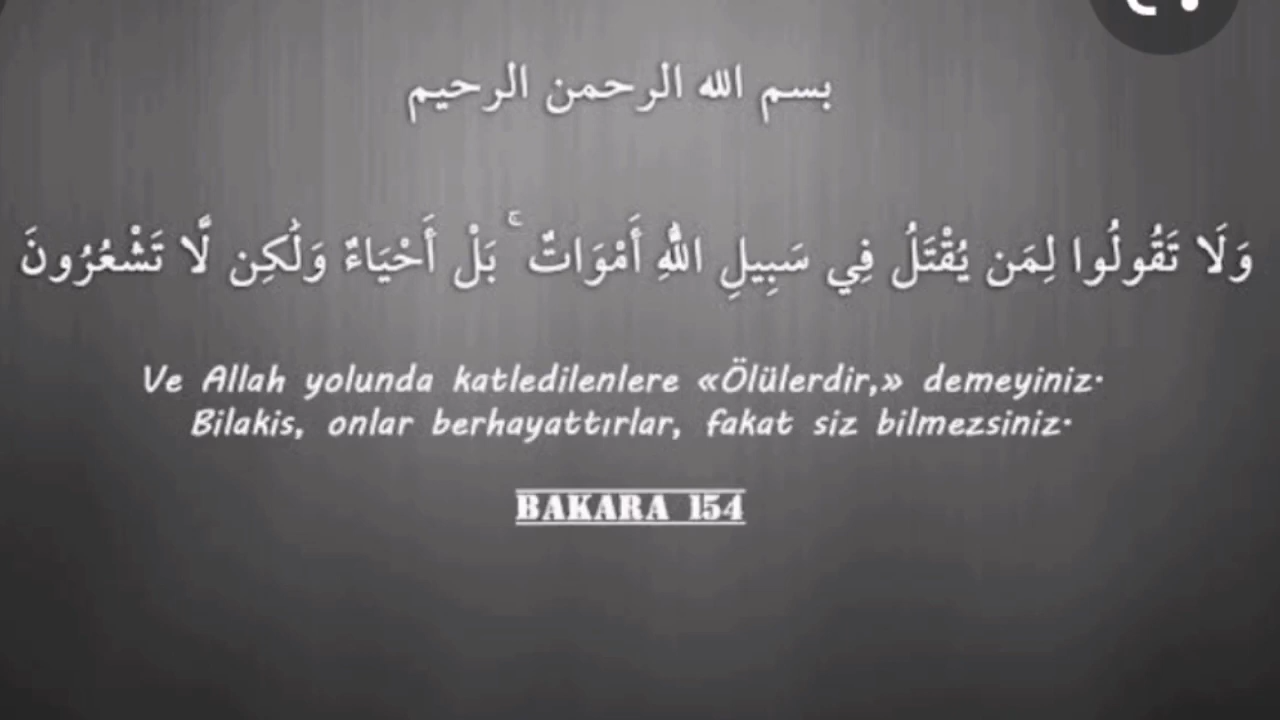 بسم الله الرحمن الرحيم
وَلَا تَقُولُوا لِمَن يُقْتَلُ فِي سَبِيلِ اللَّهِ أَمْوَاتٌ ۚ بَلْ أَحْيَاءٌ وَلَٰكِن لَّا تَشْعُرُونَ
Ve Allah yolunda katledilenlere «Ölülerdir,» demeyiniz.
Bilakis, onlar berhayattırlar, fakat siz bilmezsiniz.
BAKARA 154